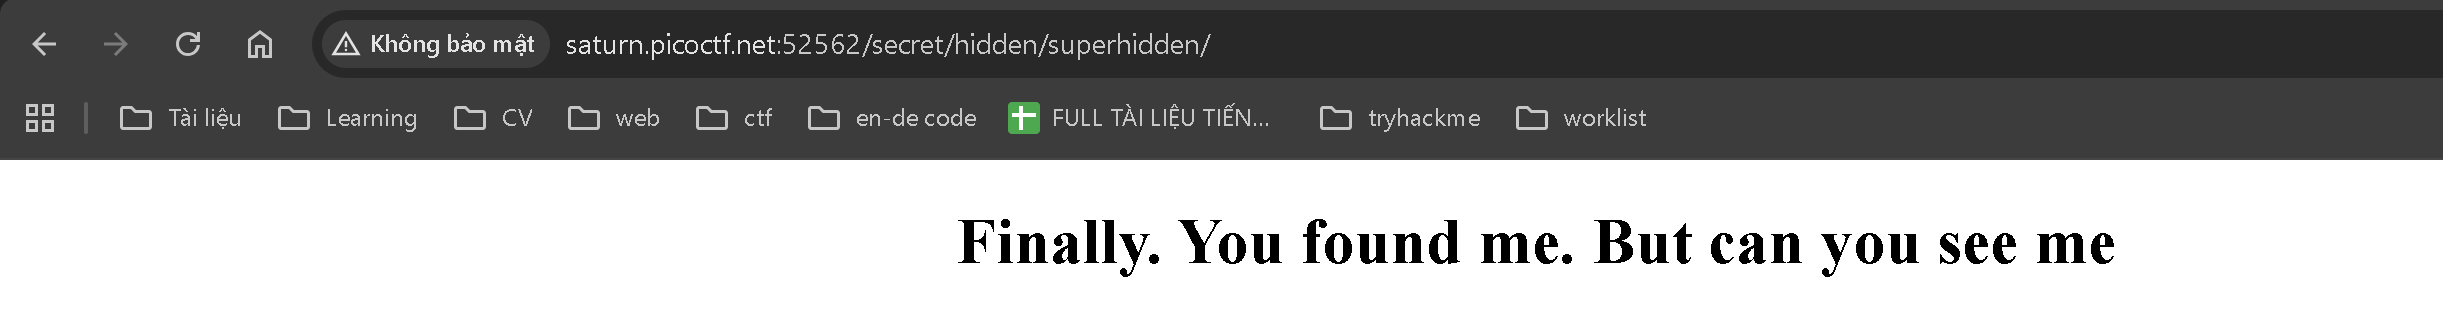 Không bảo mật saturn.picoctf.net:52562/secret/hidden/superhidden/
Tài liệu Learning CV web ctf en-de code FULL TÀI LIỆU TIẾN... tryhackme worklist
Finally. You found me. But can you see me